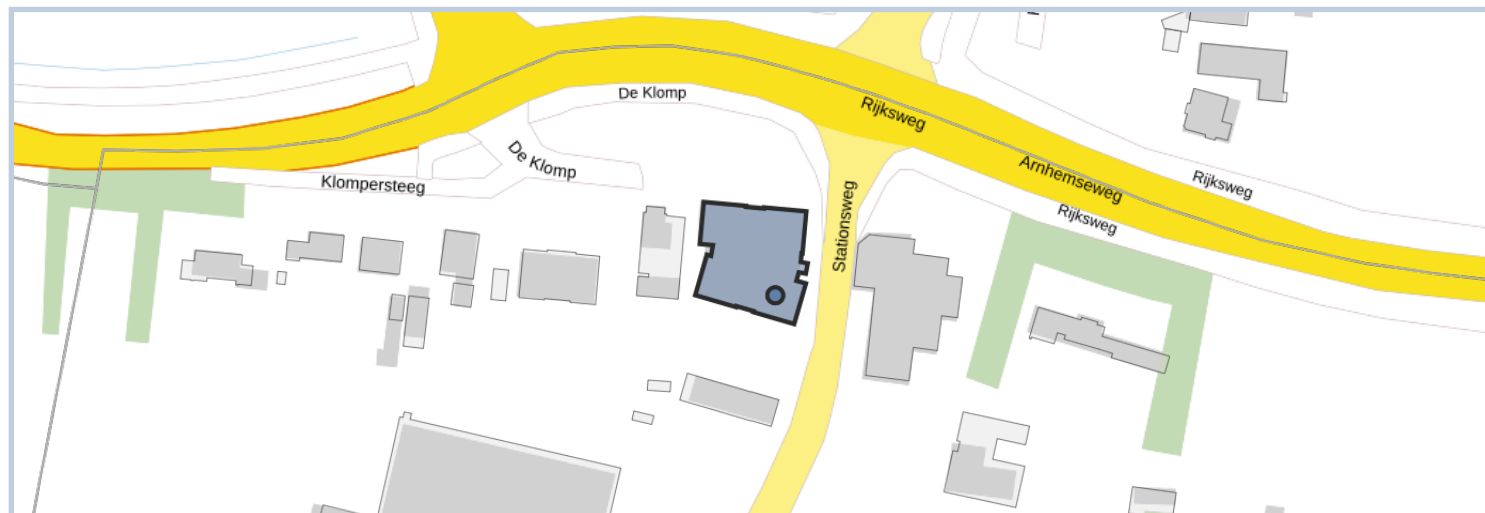 De Klomp
Rijksweg
De Klomp
Arnhemseweg
Rijksweg
Klompersteeg
Rijksweg
Stationsweg